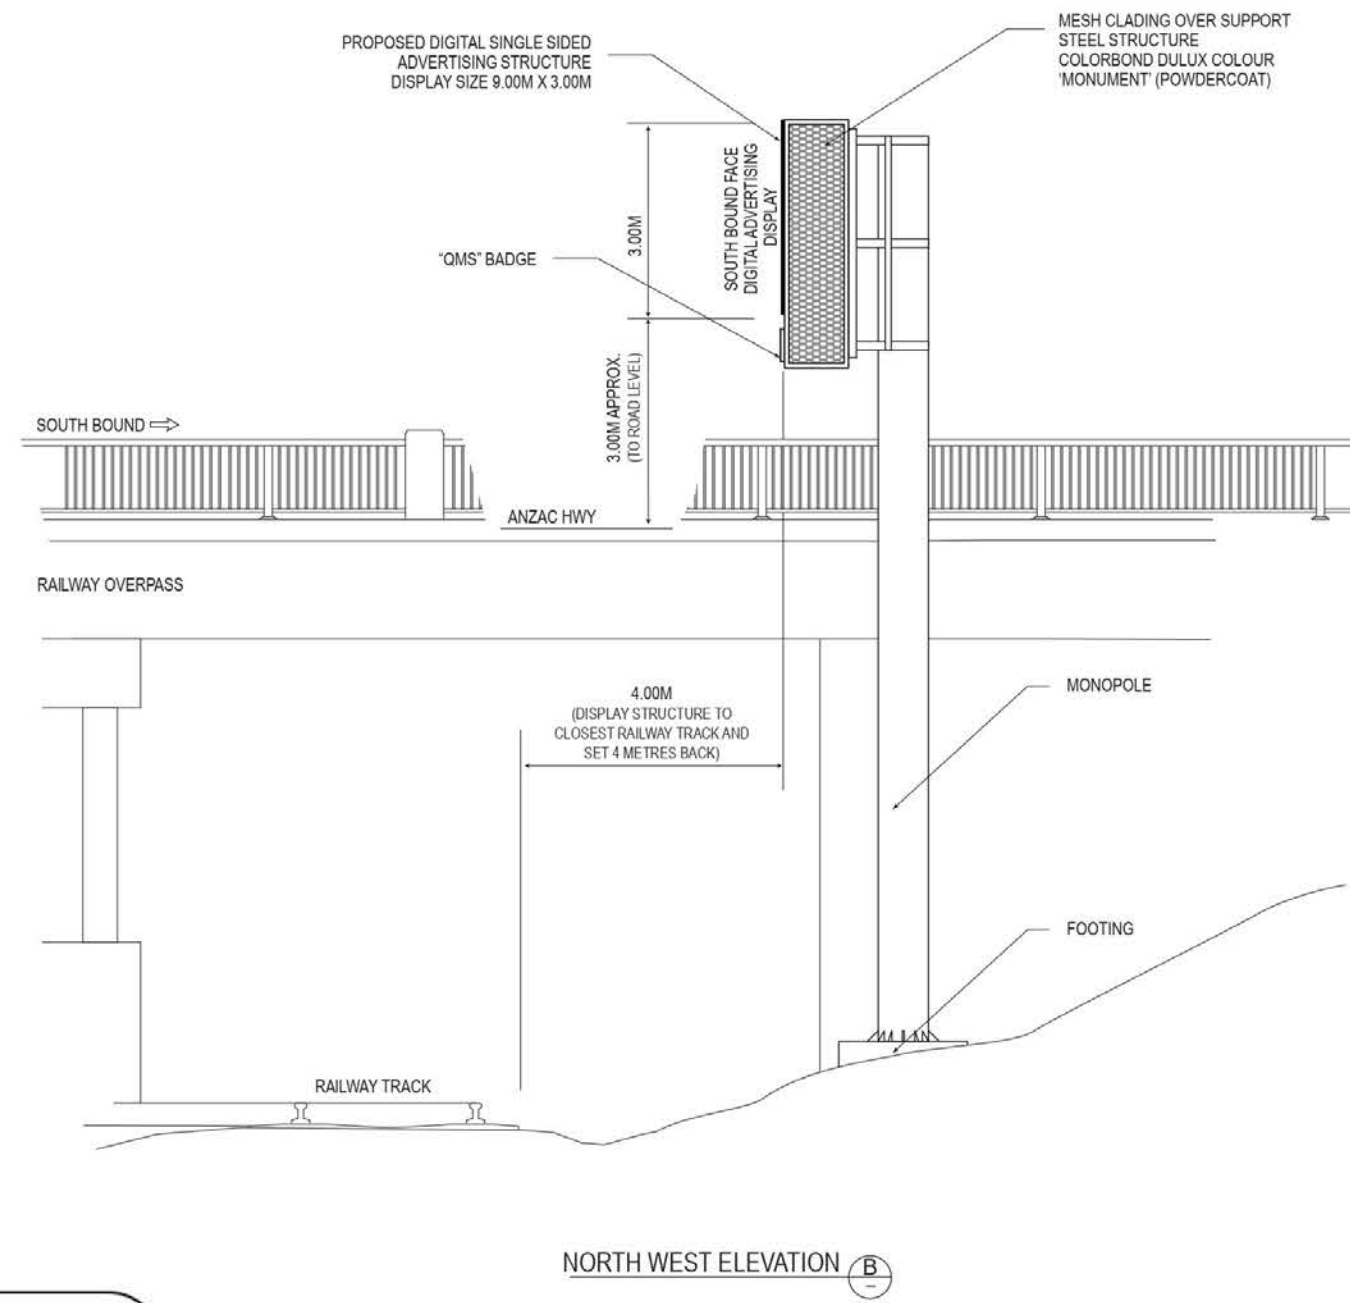 PROPOSED DIGITAL SINGLE SIDED
ADVERTISING STRUCTURE
DISPLAY SIZE 9.00M X 3.00M
MESH CLADING OVER SUPPORT
STEEL STRUCTURE
COLORBOND DULUX COLOUR
'MONUMENT' (POWDERCOAT)
SOUTH BOUND FACE
DIGITAL ADVERTISING
DISPLAY
3.00M
"QMS" BADGE
3.00M APPROX.
(TO ROAD LEVEL)
SOUTH BOUND
ANZAC HWY
RAILWAY OVERPASS
4.00M
(DISPLAY STRUCTURE TO
CLOSEST RAILWAY TRACK AND
SET 4 METRES BACK)
MONOPOLE
FOOTING
RAILWAY TRACK
NORTH WEST ELEVATION B
–